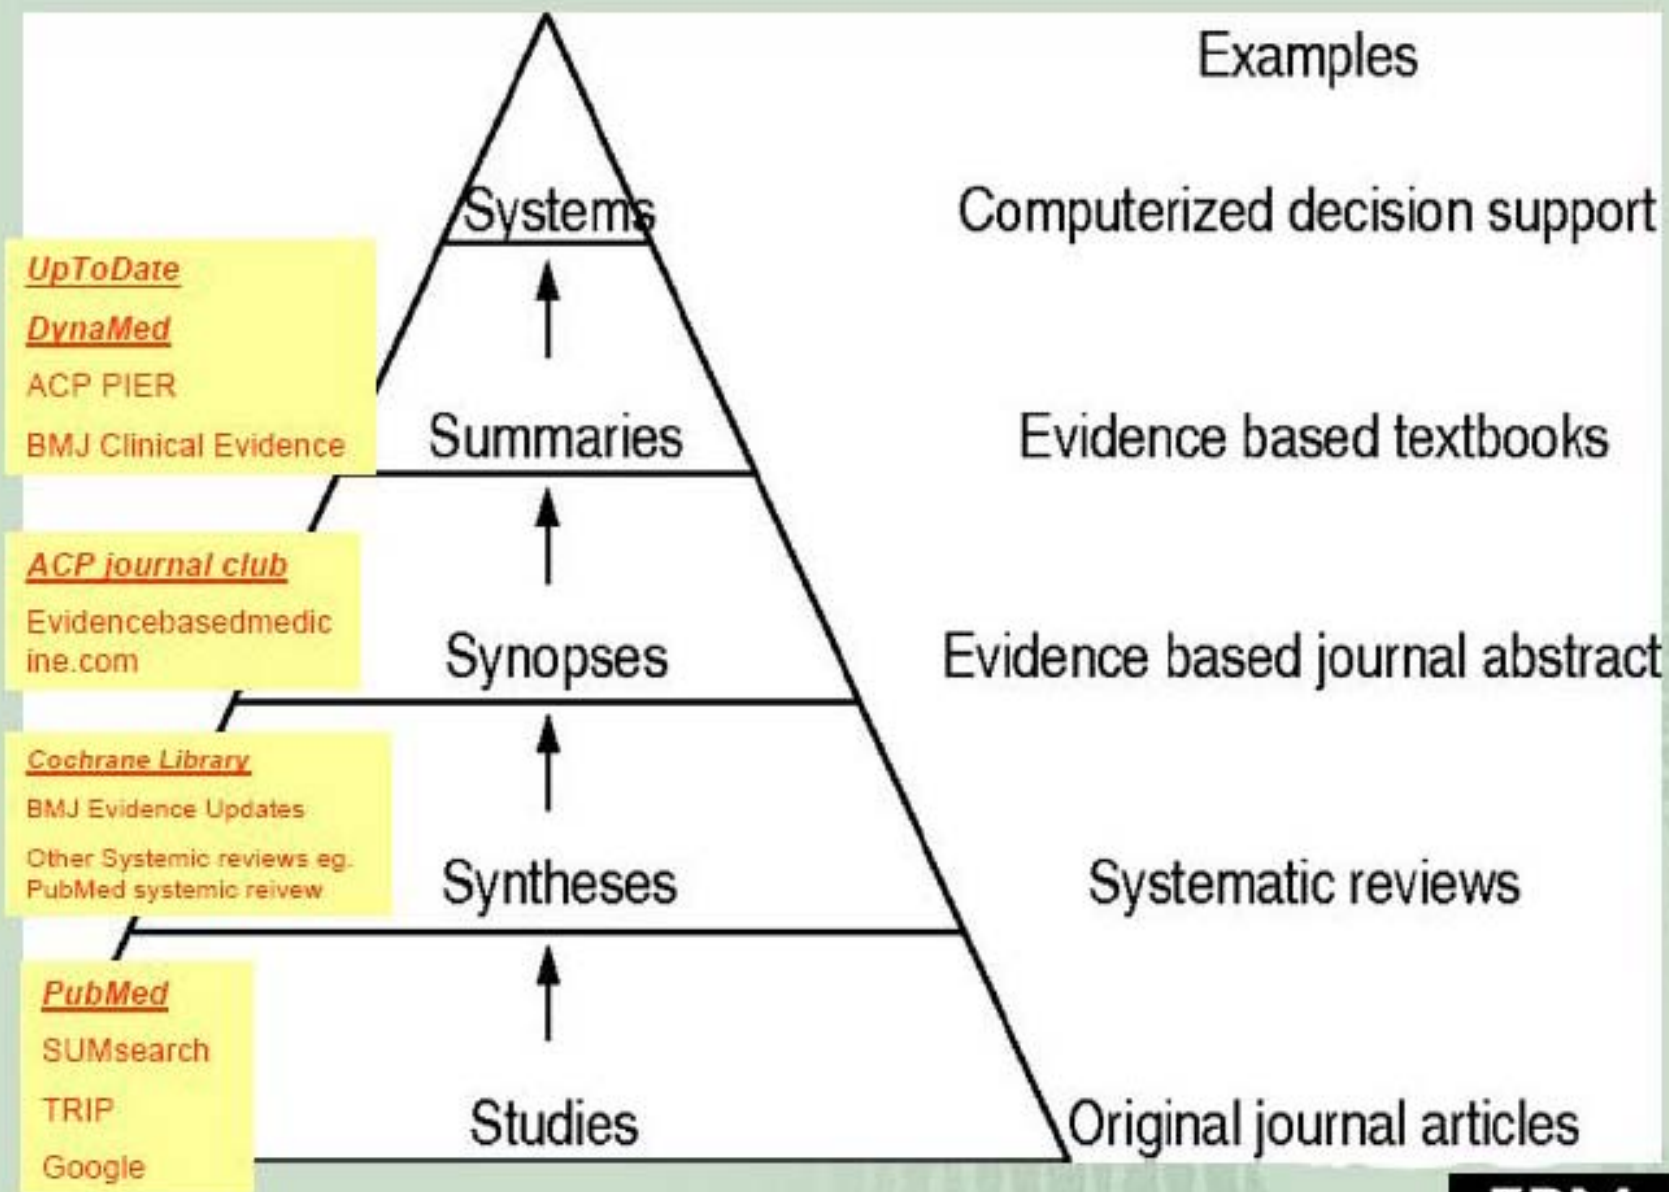 Examples
Systems
Computerized decision support
UpToDate
DynaMed
ACP PIER
BMJ Clinical Evidence
Summaries
Evidence based textbooks
ACP journal club
Evidencebasedmedic
ine.com
Synopses
Evidence based journal abstract
Cochrane Library
BMJ Evidence Updates
Other Systemic reviews eg.
PubMed systemic reivew
Syntheses
Systematic reviews
PubMed
SUMsearch
TRIP
Google
Studies
Original journal articles